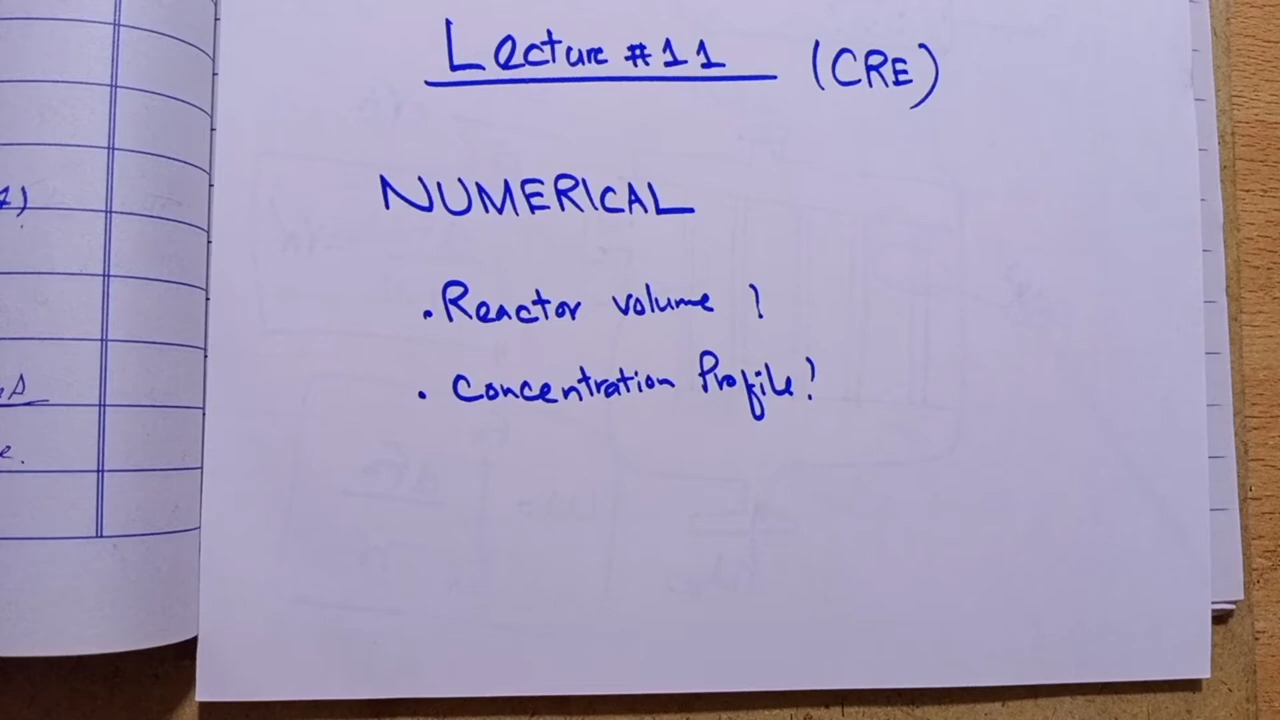 Lecture #11 (CRE)
NUMERICAL
. Reactor volume ?
. Concentration Profile?